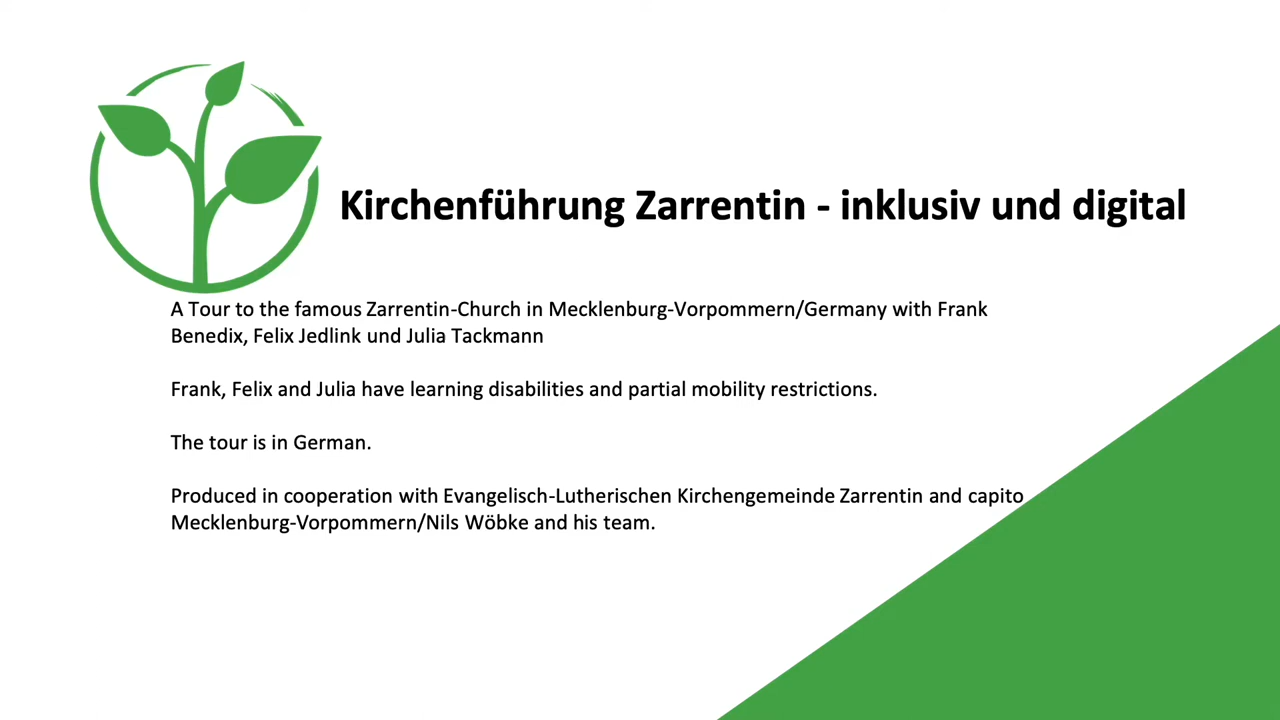 Kirchenführung Zarrentin - inklusiv und digital
A Tour to the famous Zarrentin-Church in Mecklenburg-Vorpommern/Germany with Frank
Benedix, Felix Jedlink und Julia Tackmann
Frank, Felix and Julia have learning disabilities and partial mobility restrictions.
The tour is in German.
Produced in cooperation with Evangelisch-Lutherischen Kirchengemeinde Zarrentin and capito
Mecklenburg-Vorpommern/Nils Wöbke and his team.